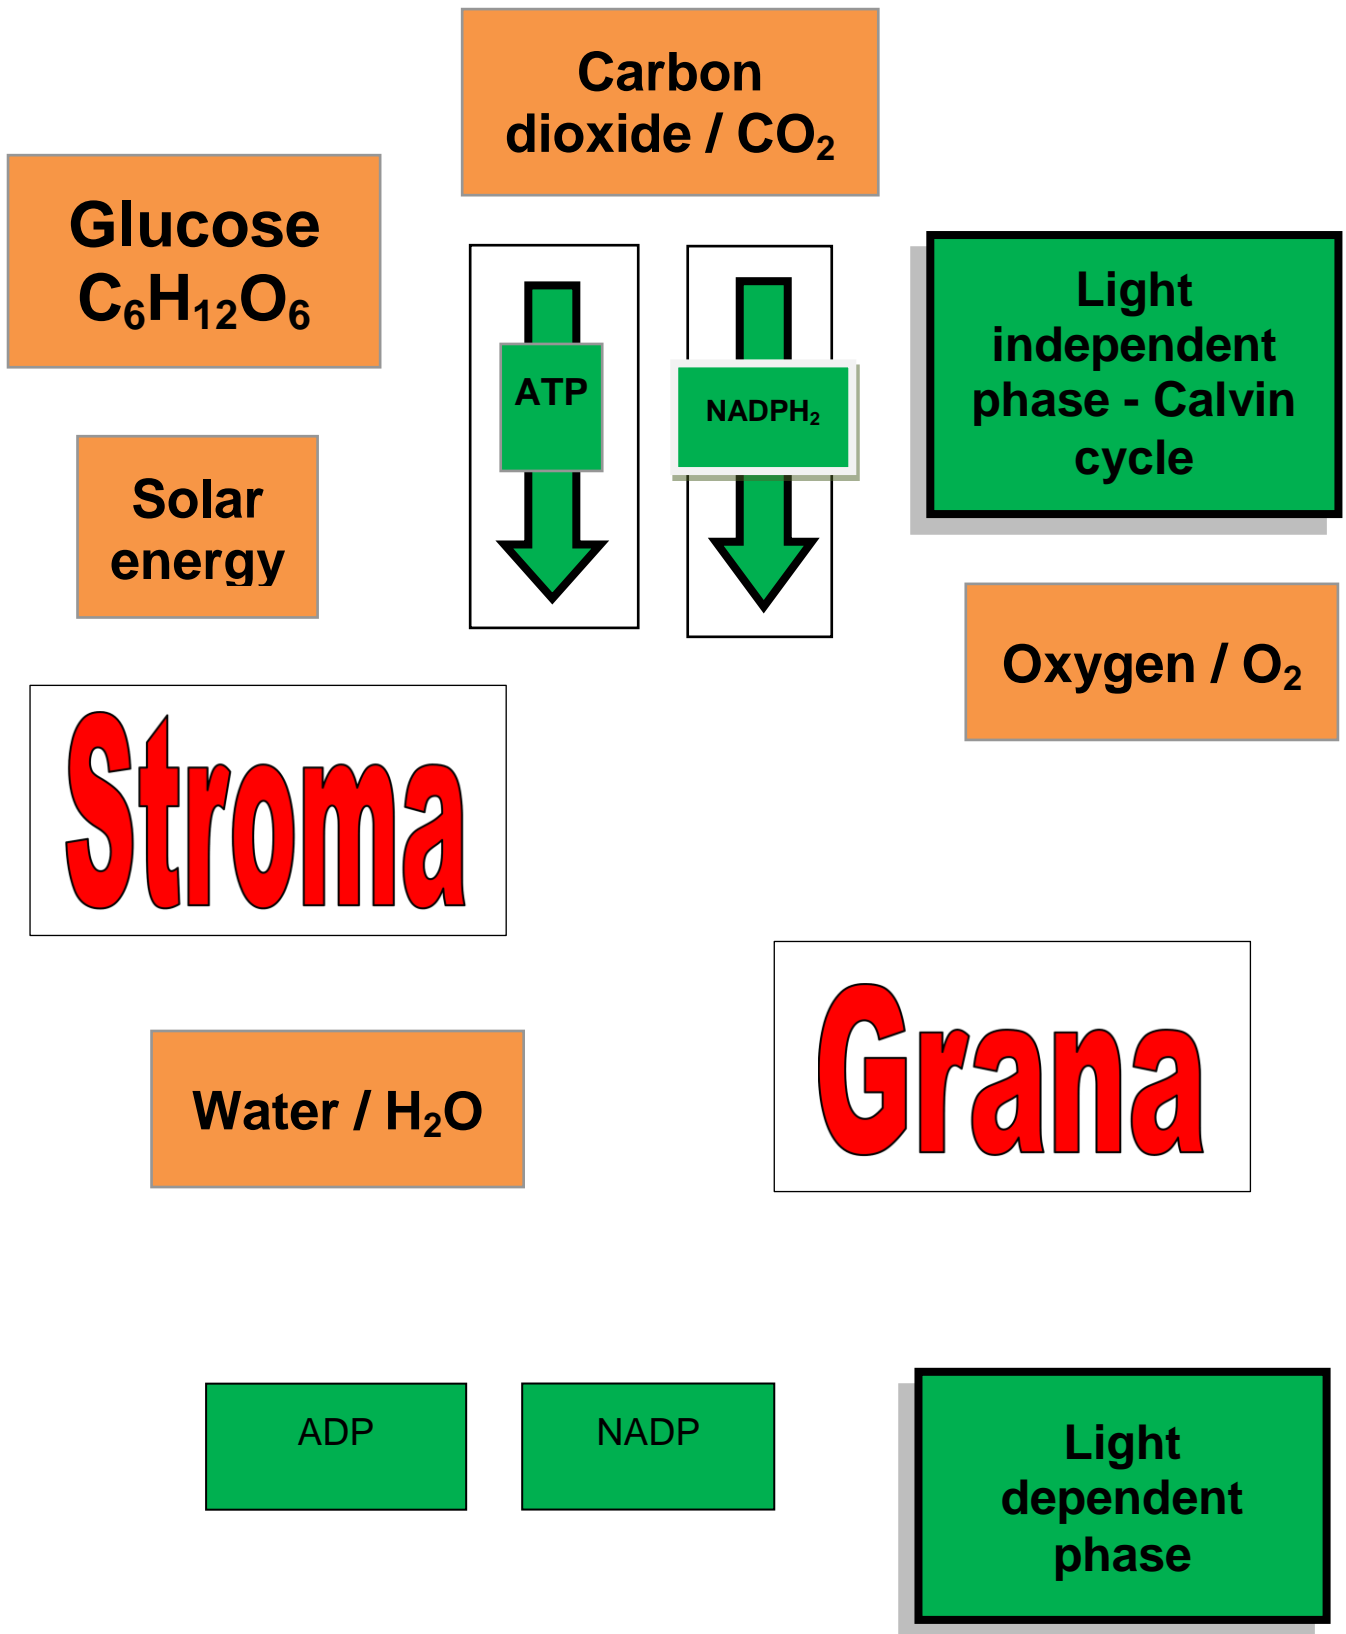 Carbon
dioxide / CO₂
Glucose
C₆H₁₂O₆
Light
independent
phase - Calvin
cycle
ATP
NADPH₂
Solar
energy
Oxygen / O₂
Stroma
Grana
Water / H₂O
ADP
NADP
Light
dependent
phase